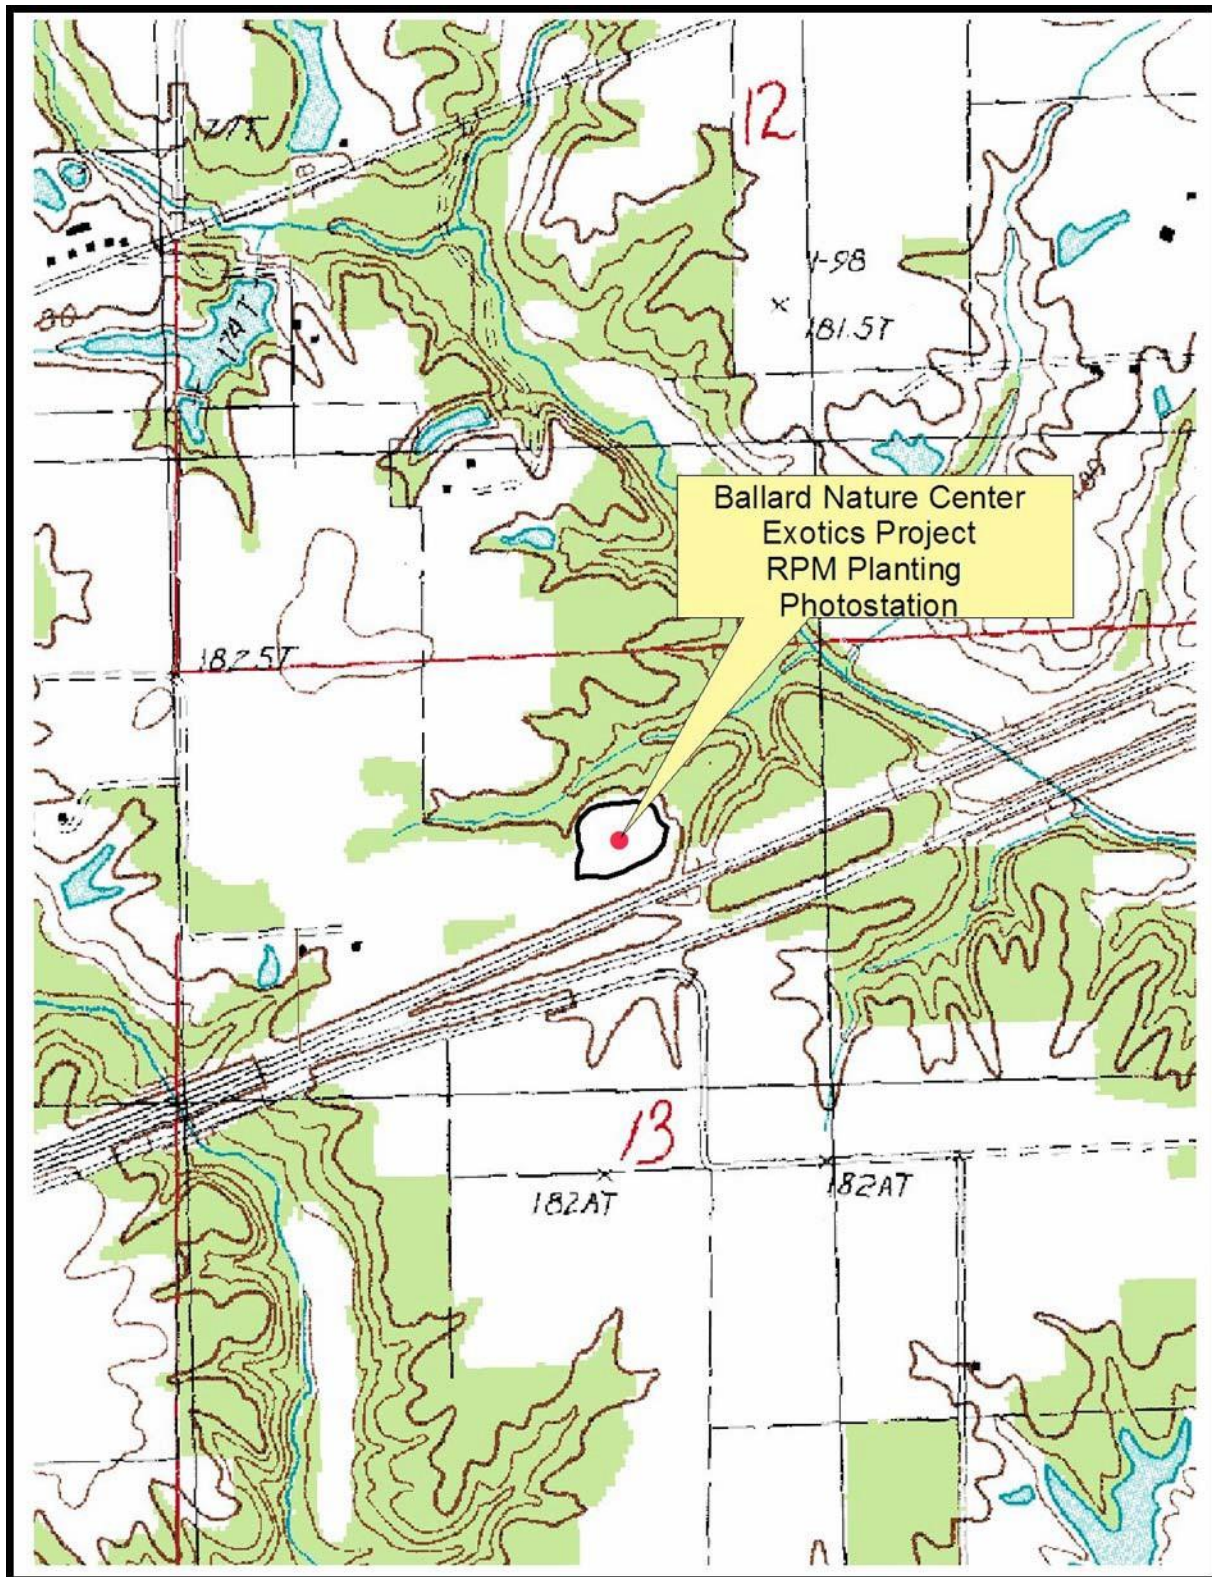 12
177T
1-98
181.5T
174T
Ballard Nature Center
Exotics Project
RPM Planting
Photostation
182.5T
13
182AT
182AT